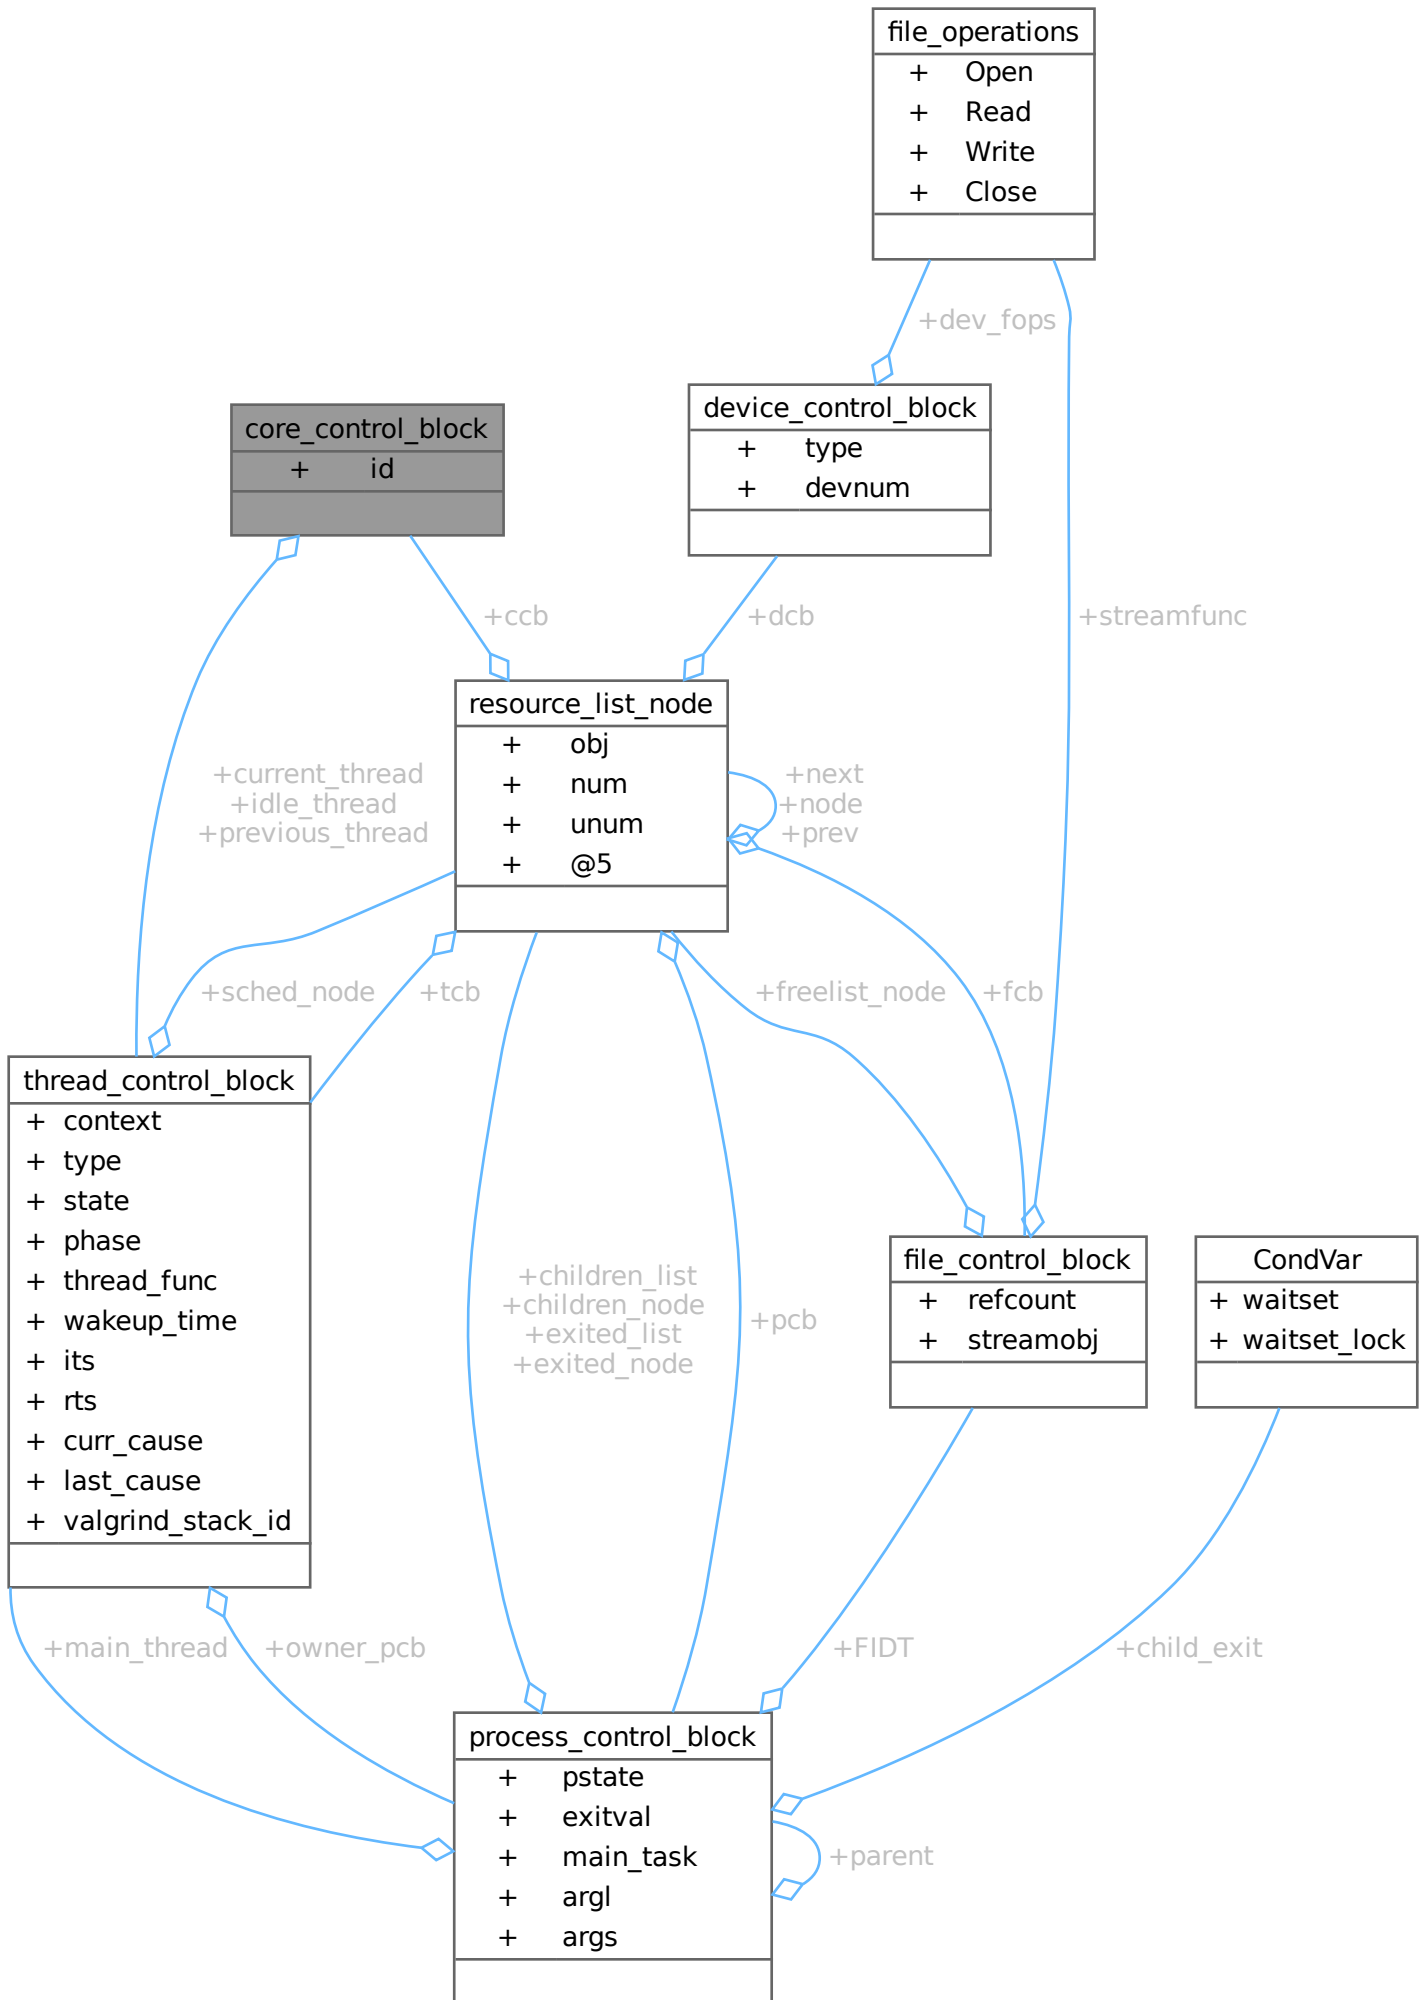 file_operations
+ Open
+ Read
+ Write
+ Close
+dev_fops
core_control_block
+ id
device_control_block
+ type
+ devnum
+ccb
+dcb
+streamfunc
resource_list_node
+ obj
+ num
+ unum
+ @5
+current_thread
+idle_thread
+previous_thread
+next
+node
+prev
+sched_node
+tcb
+freelist_node
+fcb
thread_control_block
+ context
+ type
+ state
+ phase
+ thread_func
+ wakeup_time
+ its
+ rts
+ curr_cause
+ last_cause
+ valgrind_stack_id
+children_list
+children_node
+exited_list
+exited_node
+pcb
file_control_block
+ refcount
+ streamobj
CondVar
+ waitset
+ waitset_lock
+main_thread
+owner_pcb
+FIDT
+child_exit
process_control_block
+ pstate
+ exitval
+ main_task
+ argl
+ args
+parent